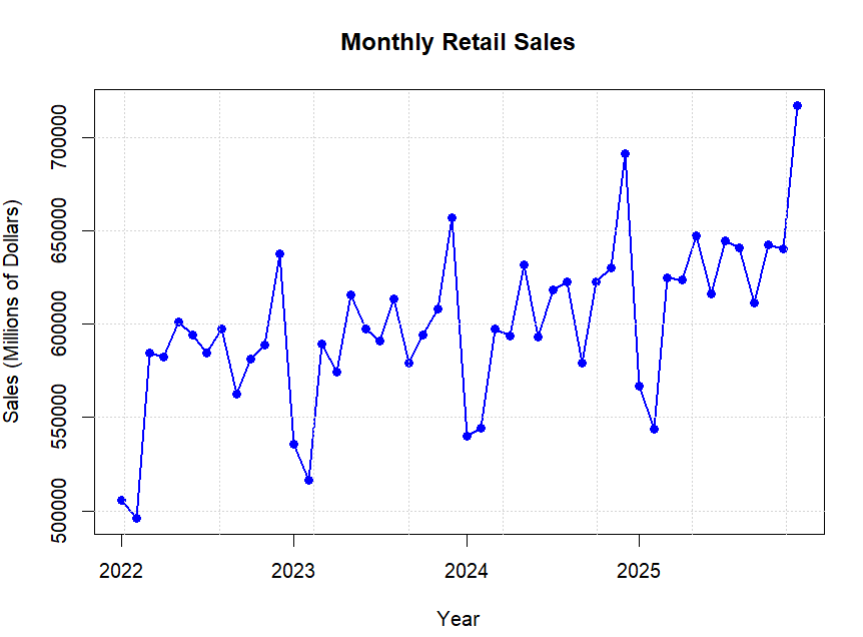 Monthly Retail Sales
Sales (Millions of Dollars)
700000
650000
600000
550000
500000
2022 2023 2024 2025
Year